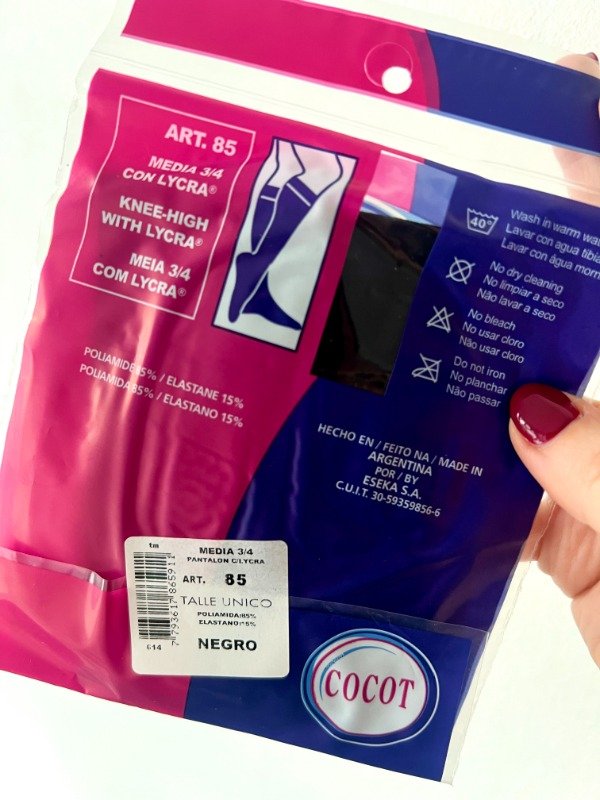 ART. 85
MEDIA 3/4
CON LYCRA®
KNEE-HIGH
WITH LYCRA®
MEIA 3/4
COM LYCRA®
POLIAMIDE 85% / ELASTANE 15%
POLIAMIDA 85% / ELASTANO 15%
40°
Wash in warm
Lavar con agua tibia
Lavar com água
No dry cleaning
No limpiar a seco
Não lavar a seco
No bleach
No usar cloro
Não usar cloro
Do not iron
No planchar
Não passar
HECHO EN / FEITO NA / MADE IN
ARGENTINA
POR / BY
ESEKA S.A.
C.U.I.T. 30-59359856-6
tm
MEDIA 3/4
PANTALON C/LYCRA
ART. 85
TALLE UNICO
POLIAMIDA:85%
ELASTANO:15%
NEGRO
614
7793617865911
COCOT